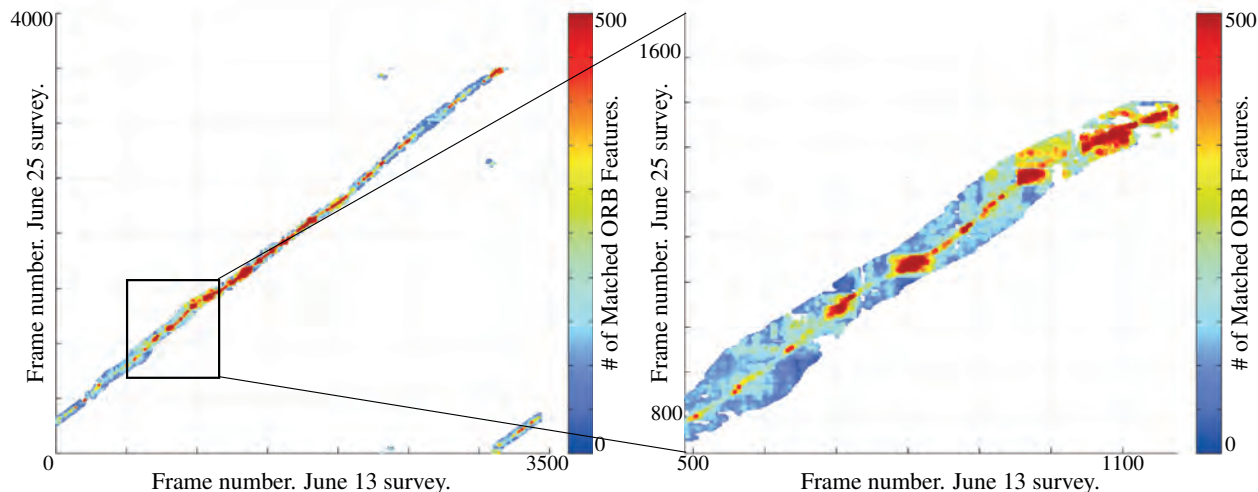 4000
Frame number. June 25 survey.
0
3500
Frame number. June 13 survey.
500
# of Matched ORB Features.
0
1600
Frame number. June 25 survey.
800
500
1100
Frame number. June 13 survey.
500
# of Matched ORB Features.
0